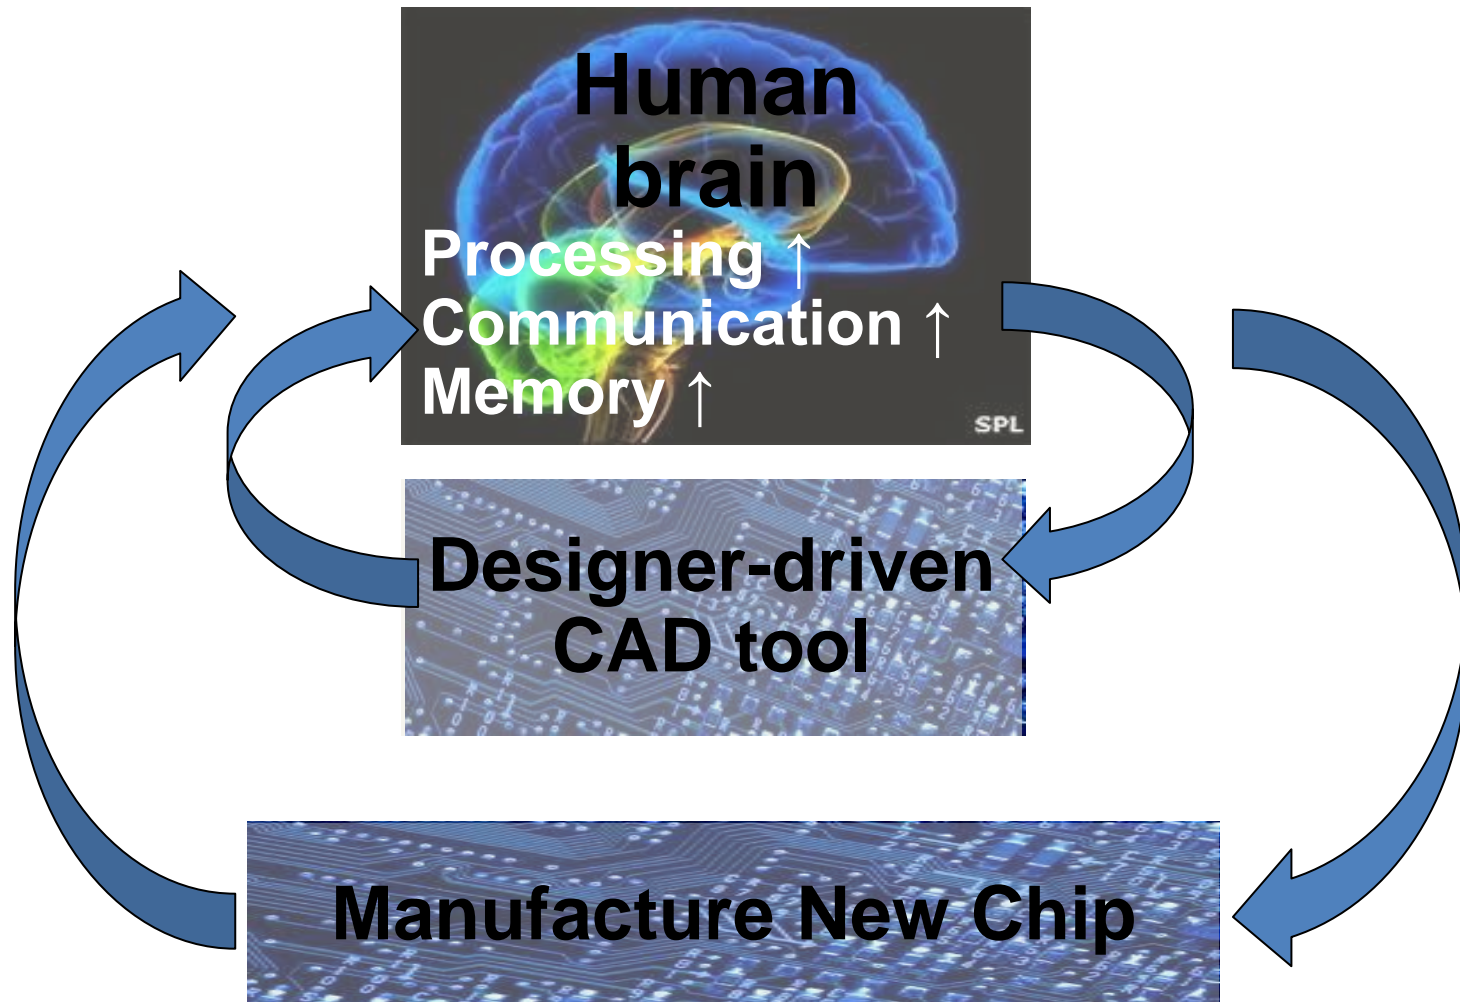 Human
brain
Processing ↑
Communication ↑
Memory ↑
SPL
Designer-driven
CAD tool
Manufacture New Chip